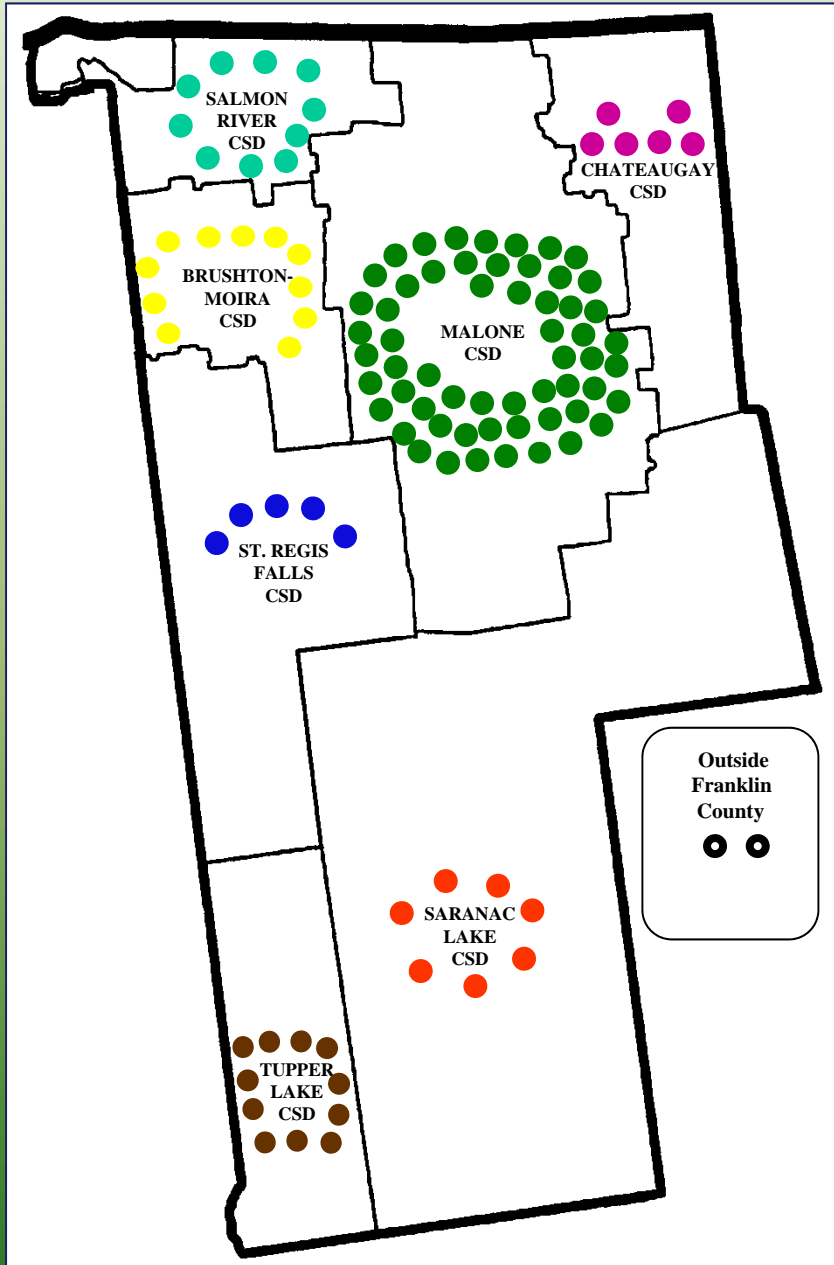 SALMON
RIVER
CSD
CHATEAUGAY
CSD
BRUSHTON-
MOIRA
CSD
MALONE
CSD
ST. REGIS
FALLS
CSD
Outside
Franklin
County
SARANAC
LAKE
CSD
TUPPER
LAKE
CSD